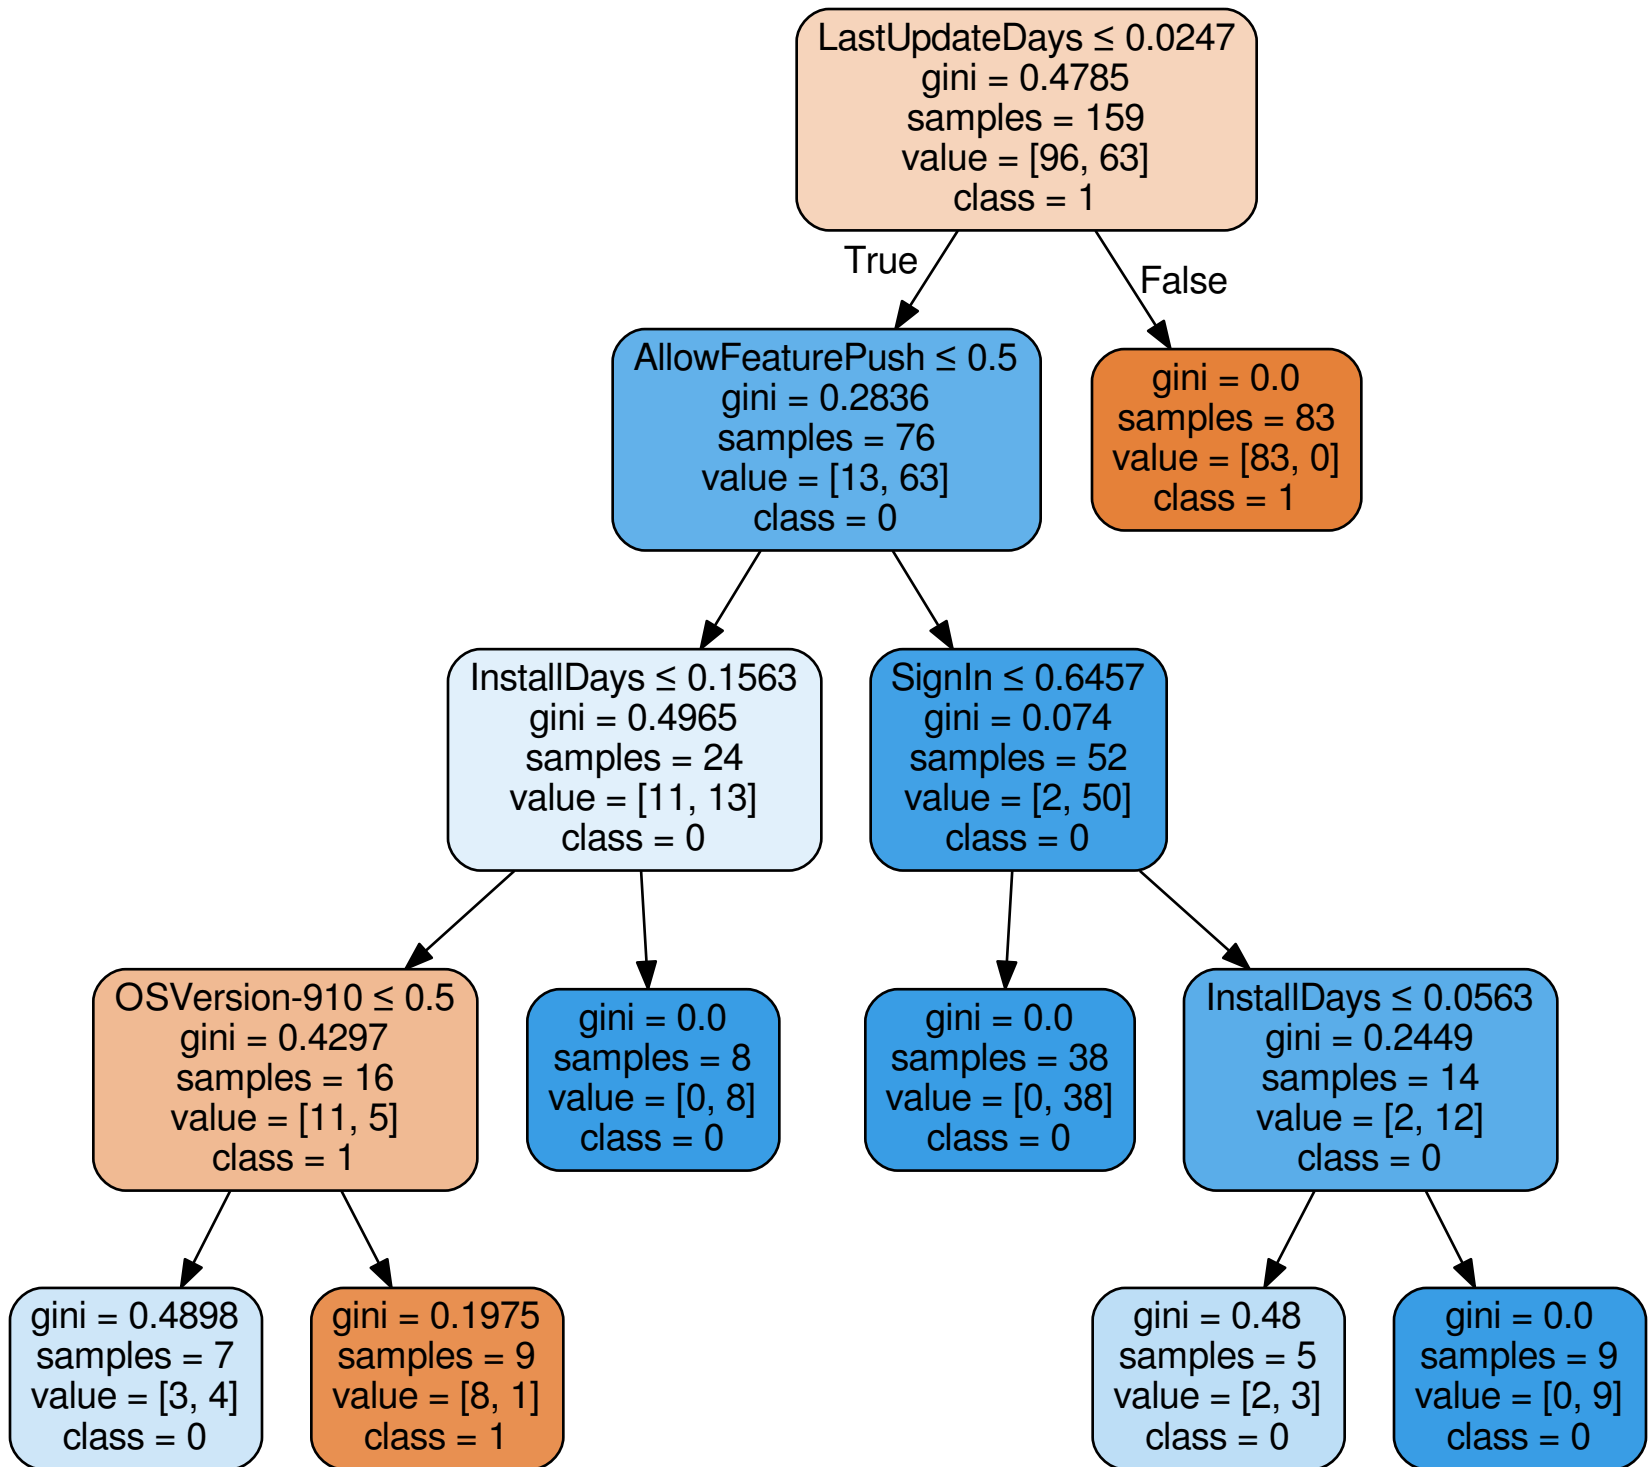 LastUpdateDays ≤ 0.0247
gini = 0.4785
samples = 159
value = [96, 63]
class = 1
True
False
AllowFeaturePush ≤ 0.5
gini = 0.2836
samples = 76
value = [13, 63]
class = 0
gini = 0.0
samples = 83
value = [83, 0]
class = 1
InstallDays ≤ 0.1563
gini = 0.4965
samples = 24
value = [11, 13]
class = 0
SignIn ≤ 0.6457
gini = 0.074
samples = 52
value = [2, 50]
class = 0
OSVersion-910 ≤ 0.5
gini = 0.4297
samples = 16
value = [11, 5]
class = 1
gini = 0.0
samples = 8
value = [0, 8]
class = 0
gini = 0.0
samples = 38
value = [0, 38]
class = 0
InstallDays ≤ 0.0563
gini = 0.2449
samples = 14
value = [2, 12]
class = 0
gini = 0.4898
samples = 7
value = [3, 4]
class = 0
gini = 0.1975
samples = 9
value = [8, 1]
class = 1
gini = 0.48
samples = 5
value = [2, 3]
class = 0
gini = 0.0
samples = 9
value = [0, 9]
class = 0